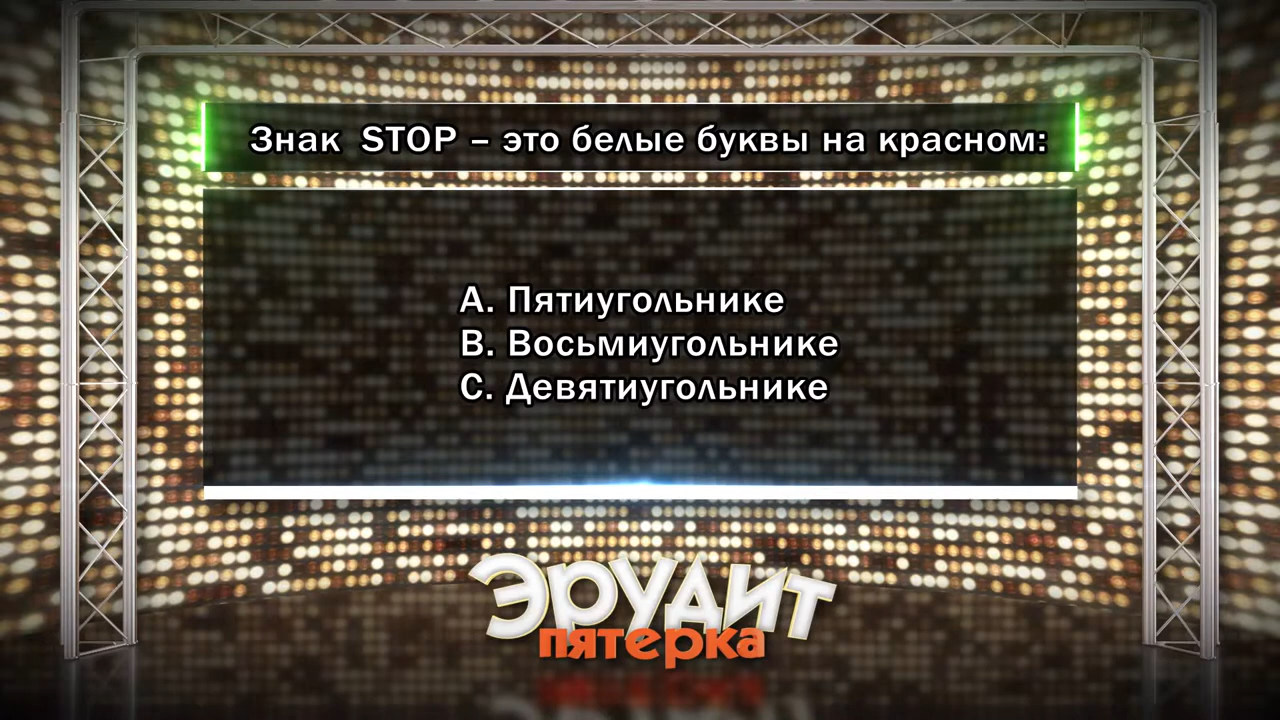 Знак STOP – это белые буквы на красном:
A. Пятиугольнике
B. Восьмиугольнике
C. Девятиугольнике
Эрудит
пятерка